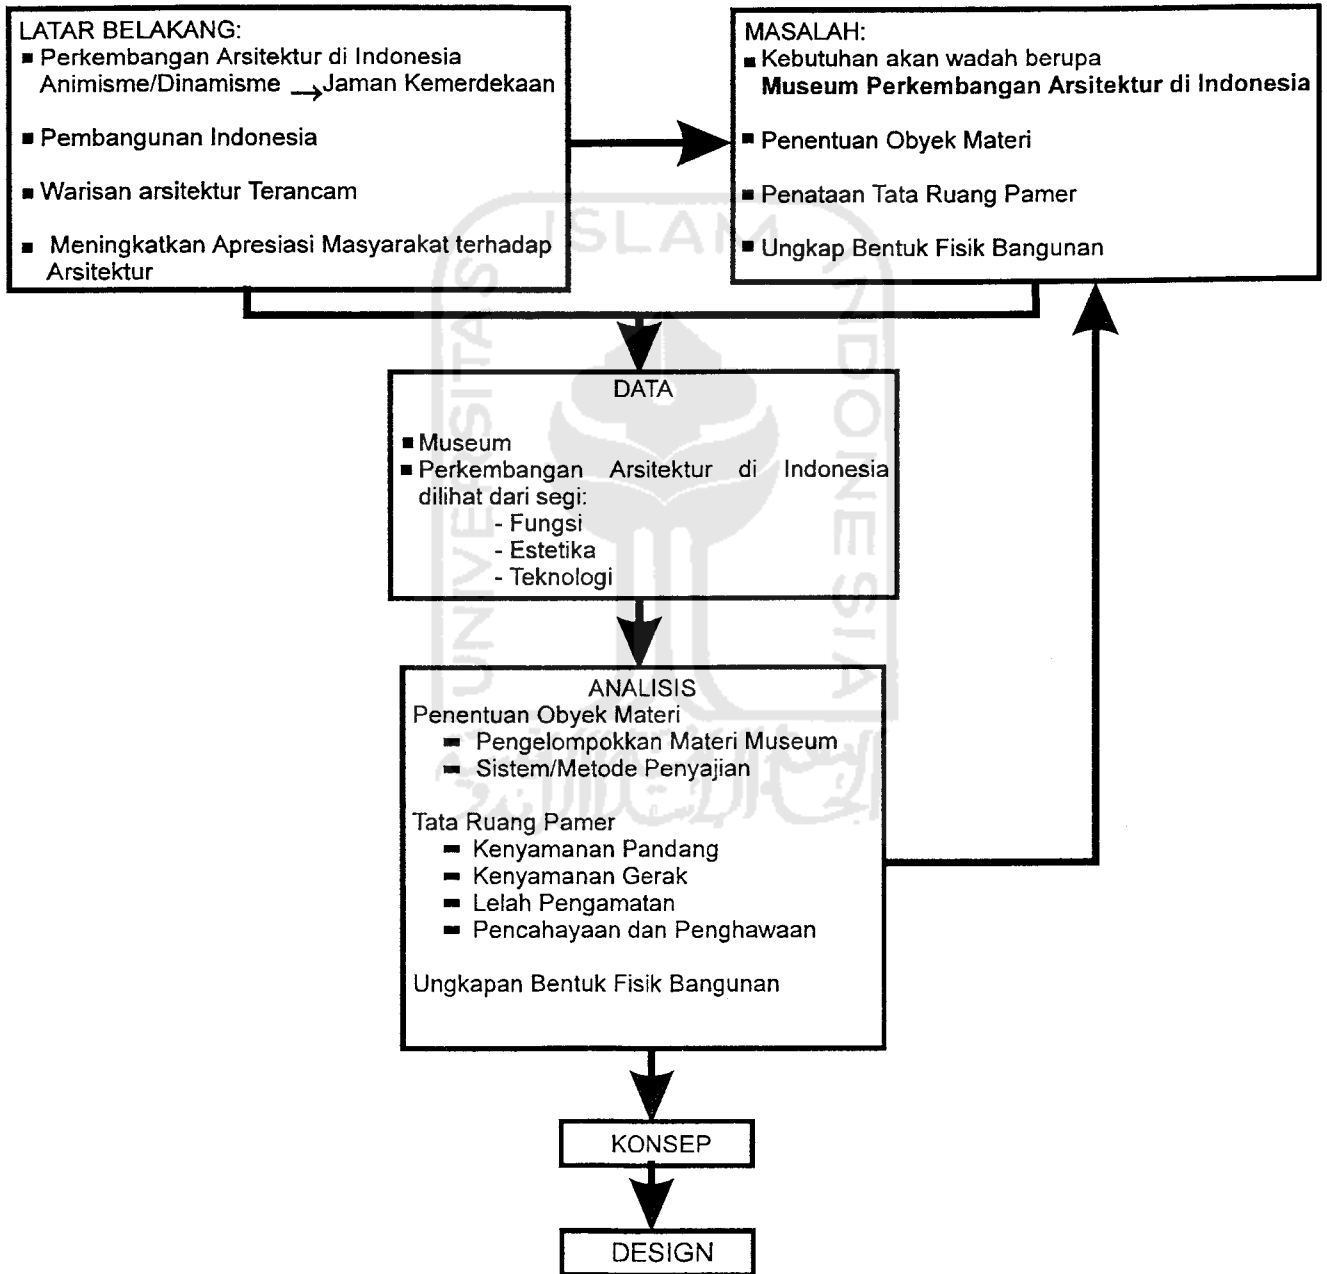 LATAR BELAKANG:
■ Perkembangan Arsitektur di Indonesia
Animisme/Dinamisme → Jaman Kemerdekaan
■ Pembangunan Indonesia
■ Warisan arsitektur Terancam
■ Meningkatkan Apresiasi Masyarakat terhadap
Arsitektur
MASALAH:
■ Kebutuhan akan wadah berupa
Museum Perkembangan Arsitektur di Indonesia
■ Penentuan Obyek Materi
■ Penataan Tata Ruang Pamer
■ Ungkap Bentuk Fisik Bangunan
UNIVERSITAS
ISLAM
INDONESIA
DATA
■ Museum
■ Perkembangan Arsitektur di Indonesia
dilihat dari segi:
- Fungsi
- Estetika
- Teknologi
ANALISIS
Penentuan Obyek Materi
Pengelompokkan Materi Museum
Sistem/Metode Penyajian
Tata Ruang Pamer
Kenyamanan Pandang
Kenyamanan Gerak
Lelah Pengamatan
Pencahayaan dan Penghawaan
Ungkapan Bentuk Fisik Bangunan
KONSEP
DESIGN